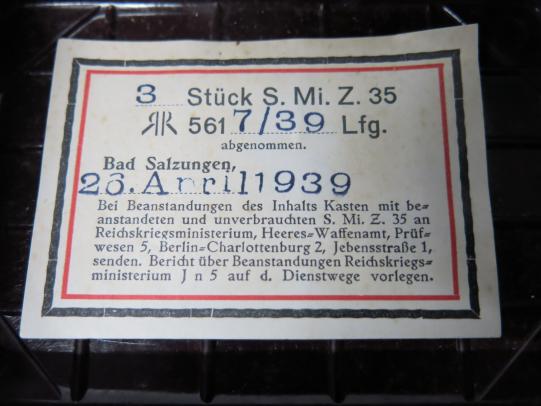 3 Stück S. Mi. Z. 35
RR 561 7/39 Lfg.
abgenommen.
Bad Salzungen,
26. April 1939
Bei Beanstandungen des Inhalts Kasten mit be=
anstandeten und unverbrauchten S. Mi. Z. 35 an
Reichskriegsministerium, Heeres=Waffenamt, Prüf=
wesen 5, Berlin=Charlottenburg 2, Jebensstraße 1,
senden. Bericht über Beanstandungen Reichskriegs=
ministerium J n 5 auf d. Dienstwege vorlegen.